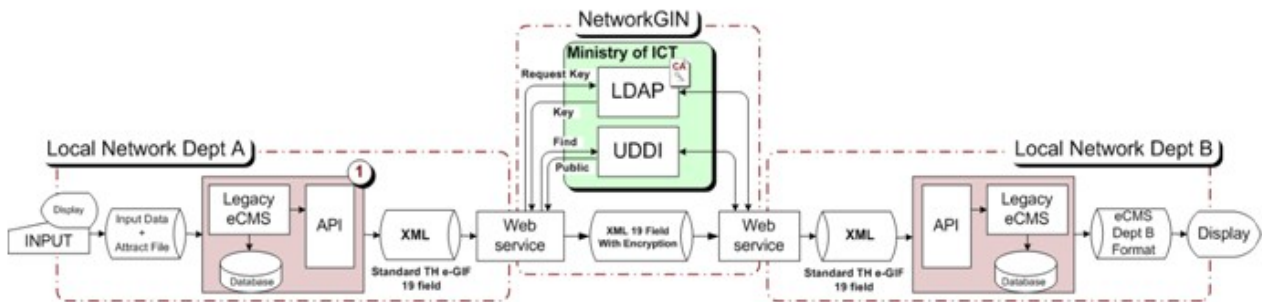 NetworkGIN
Ministry of ICT
CA
Request Key
LDAP
Key
Find
UDDI
Public
Local Network Dept A
1
Display
INPUT
Input Data
+
Attract File
Legacy
eCMS
API
Database
XML
Standard TH e-GIF
19 field
Web
service
XML 19 Field
With Encryption
Web
service
Local Network Dept B
XML
Standard TH e-GIF
19 field
API
Legacy
eCMS
Database
eCMS
Dept B
Format
Display